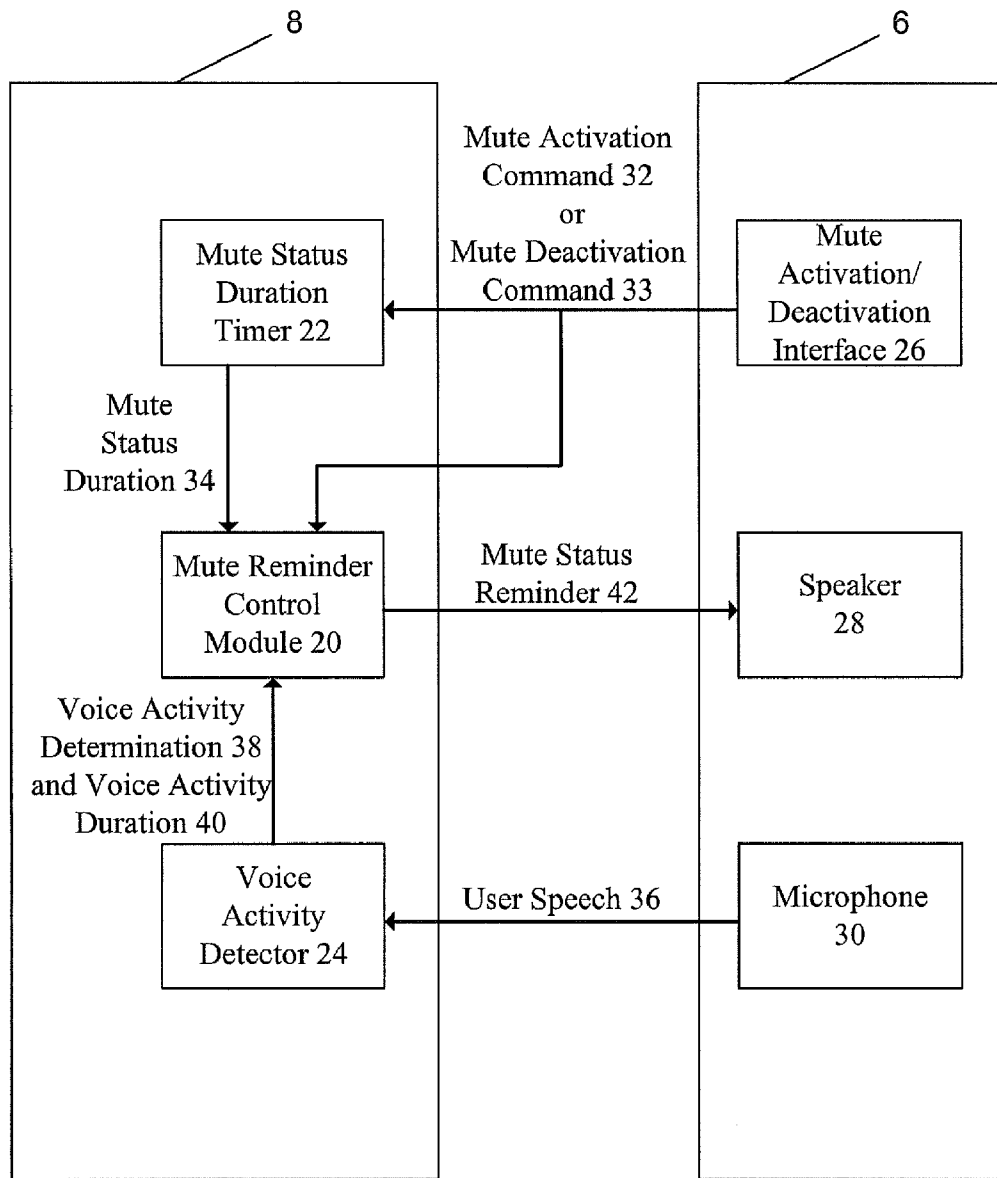 8
6
Mute Activation
Command 32
or
Mute Deactivation
Command 33
Mute Status
Duration
Timer 22
Mute
Activation/
Deactivation
Interface 26
Mute
Status
Duration 34
Mute Reminder
Control
Module 20
Mute Status
Reminder 42
Speaker
28
Voice Activity
Determination 38
and Voice Activity
Duration 40
Voice
Activity
Detector 24
User Speech 36
Microphone
30